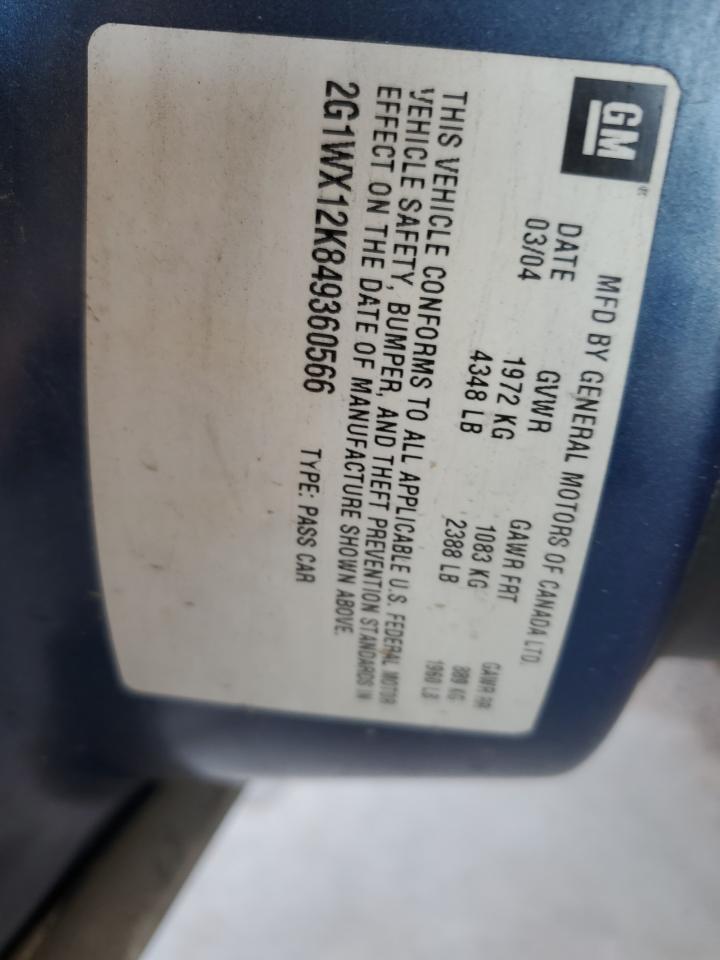 GM
MFD BY GENERAL MOTORS OF CANADA LTD.
DATE GVWR GAWR FRT GAWR RR
03/04 1972 KG 1083 KG 889 KG
4348 LB 2388 LB 1960 LB
THIS VEHICLE CONFORMS TO ALL APPLICABLE U.S. FEDERAL MOTOR
VEHICLE SAFETY, BUMPER, AND THEFT PREVENTION STANDARDS IN
EFFECT ON THE DATE OF MANUFACTURE SHOWN ABOVE.
2G1WX12K849360566 TYPE: PASS CAR